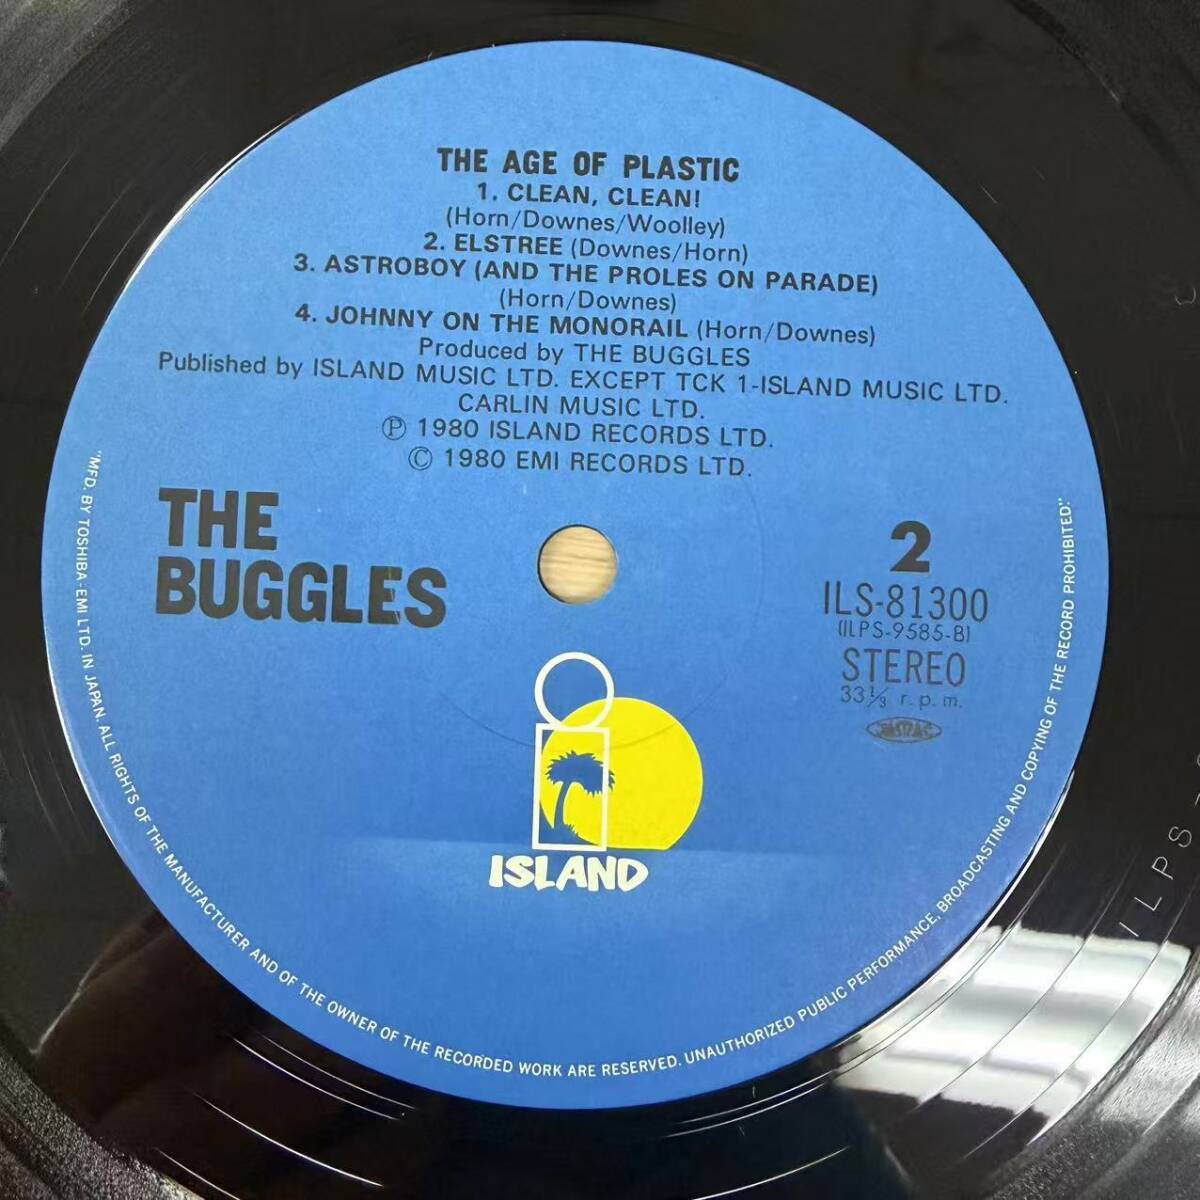 THE AGE OF PLASTIC
1. CLEAN, CLEAN!
(Horn/Downes/Woolley)
2. ELSTREE (Downes/Horn)
3. ASTROBOY (AND THE PROLES ON PARADE)
(Horn/Downes)
4. JOHNNY ON THE MONORAIL (Horn/Downes)
Produced by THE BUGGLES
Published by ISLAND MUSIC LTD. EXCEPT TCK 1-ISLAND MUSIC LTD.
CARLIN MUSIC LTD.
Ⓟ 1980 ISLAND RECORDS LTD.
© 1980 EMI RECORDS LTD.
THE
BUGGLES
2
ILS-81300
(ILPS-9585-B)
STEREO
33⅓ r.p.m.
JASRAC
ISLAND
"MFD. BY TOSHIBA-EMI LTD. IN JAPAN. ALL RIGHTS OF THE MANUFACTURER AND OF THE OWNER OF THE RECORDED WORK ARE RESERVED. UNAUTHORIZED PUBLIC PERFORMANCE, BROADCASTING AND COPYING OF THE RECORD PROHIBITED."
ILPS